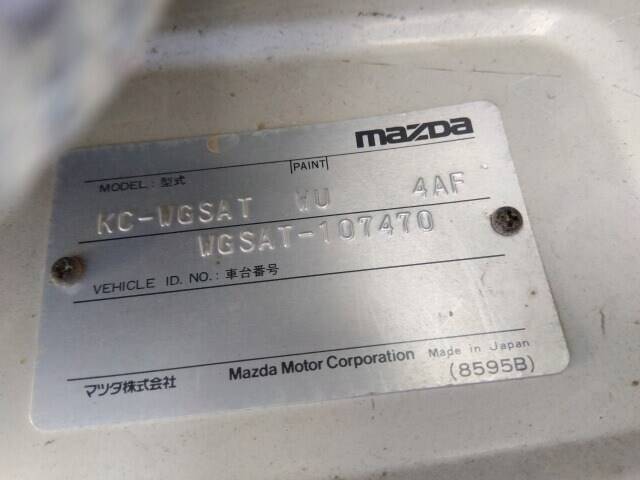 mazda
MODEL : 型式 PAINT
KC-WGSAT WU 4AF
WGSAT-107470
VEHICLE ID. NO. : 車台番号
マツダ株式会社 Mazda Motor Corporation Made in Japan
(8595B)